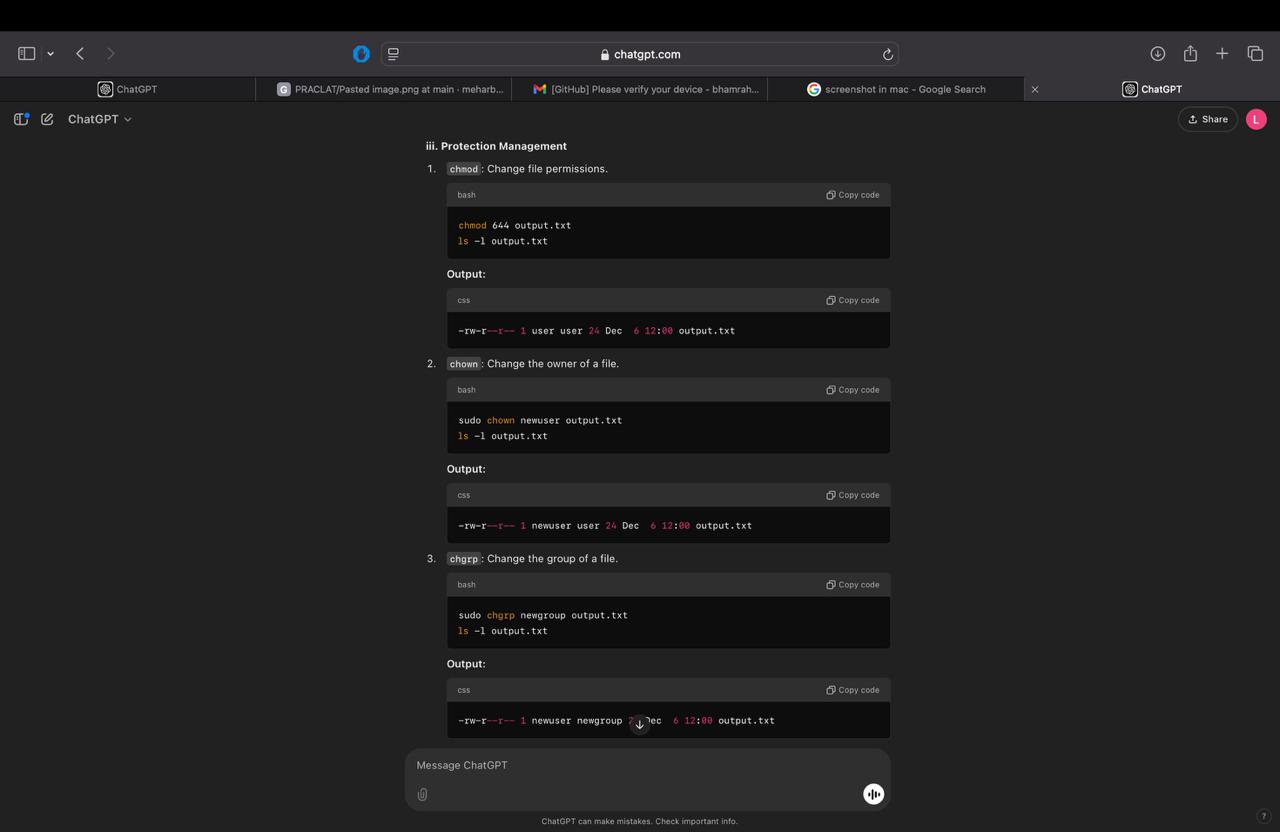 chatgpt.com
ChatGPT
PRACLAT/Pasted image.png at main · meharb...
[GitHub] Please verify your device - bhamrah...
screenshot in mac - Google Search
ChatGPT
ChatGPT
Share
L
iii. Protection Management
1. chmod: Change file permissions.
bash
Copy code
chmod 644 output.txt
ls -l output.txt
Output:
css
Copy code
-rw-r--r-- 1 user user 24 Dec  6 12:00 output.txt
2. chown: Change the owner of a file.
bash
Copy code
sudo chown newuser output.txt
ls -l output.txt
Output:
css
Copy code
-rw-r--r-- 1 newuser user 24 Dec  6 12:00 output.txt
3. chgrp: Change the group of a file.
bash
Copy code
sudo chgrp newgroup output.txt
ls -l output.txt
Output:
css
Copy code
-rw-r--r-- 1 newuser newgroup Dec  6 12:00 output.txt
Message ChatGPT
ChatGPT can make mistakes. Check important info.
?